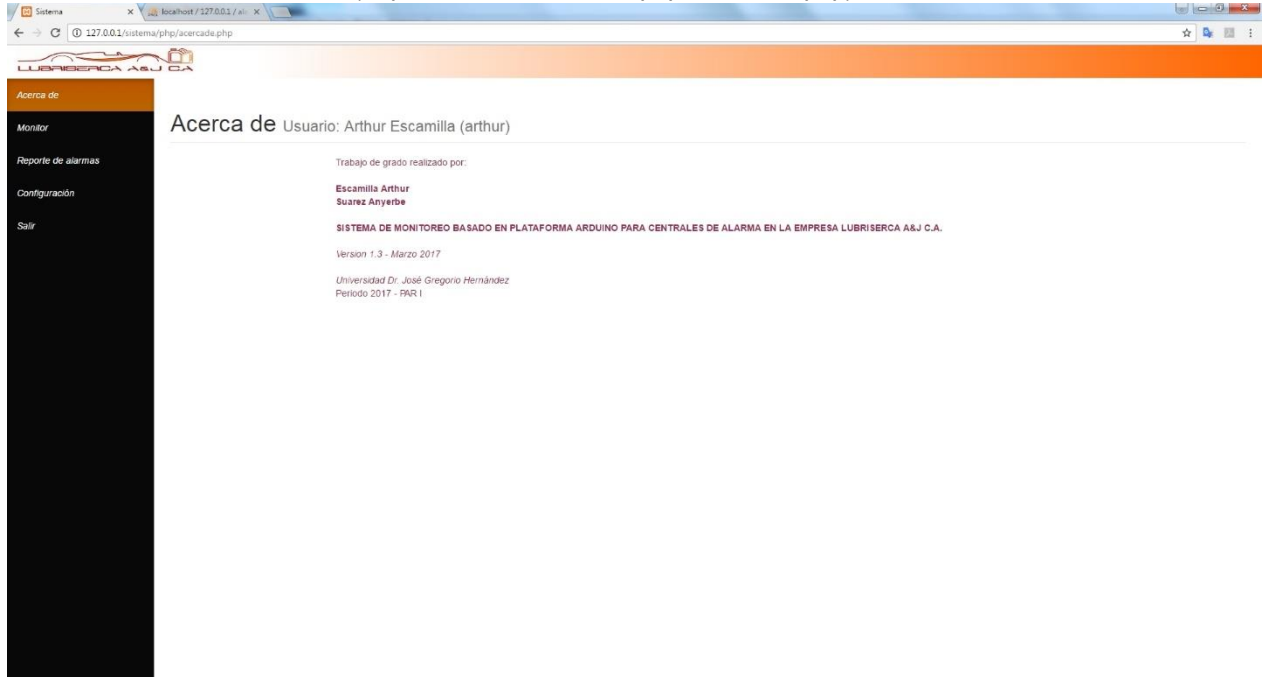 Sistema
localhost / 127.0.0.1 / al
127.0.0.1/sistema/php/acercade.php
LUBRISERCA A&J CA
Acerca de
Monitor
Reporte de alarmas
Configuración
Salir
Acerca de Usuario: Arthur Escamilla (arthur)
Trabajo de grado realizado por:
Escamilla Arthur
Suarez Anyerbe
SISTEMA DE MONITOREO BASADO EN PLATAFORMA ARDUINO PARA CENTRALES DE ALARMA EN LA EMPRESA LUBRISERCA A&J C.A.
Version 1.3 - Marzo 2017
Universidad Dr. José Gregorio Hernández
Periodo 2017 - PAR I